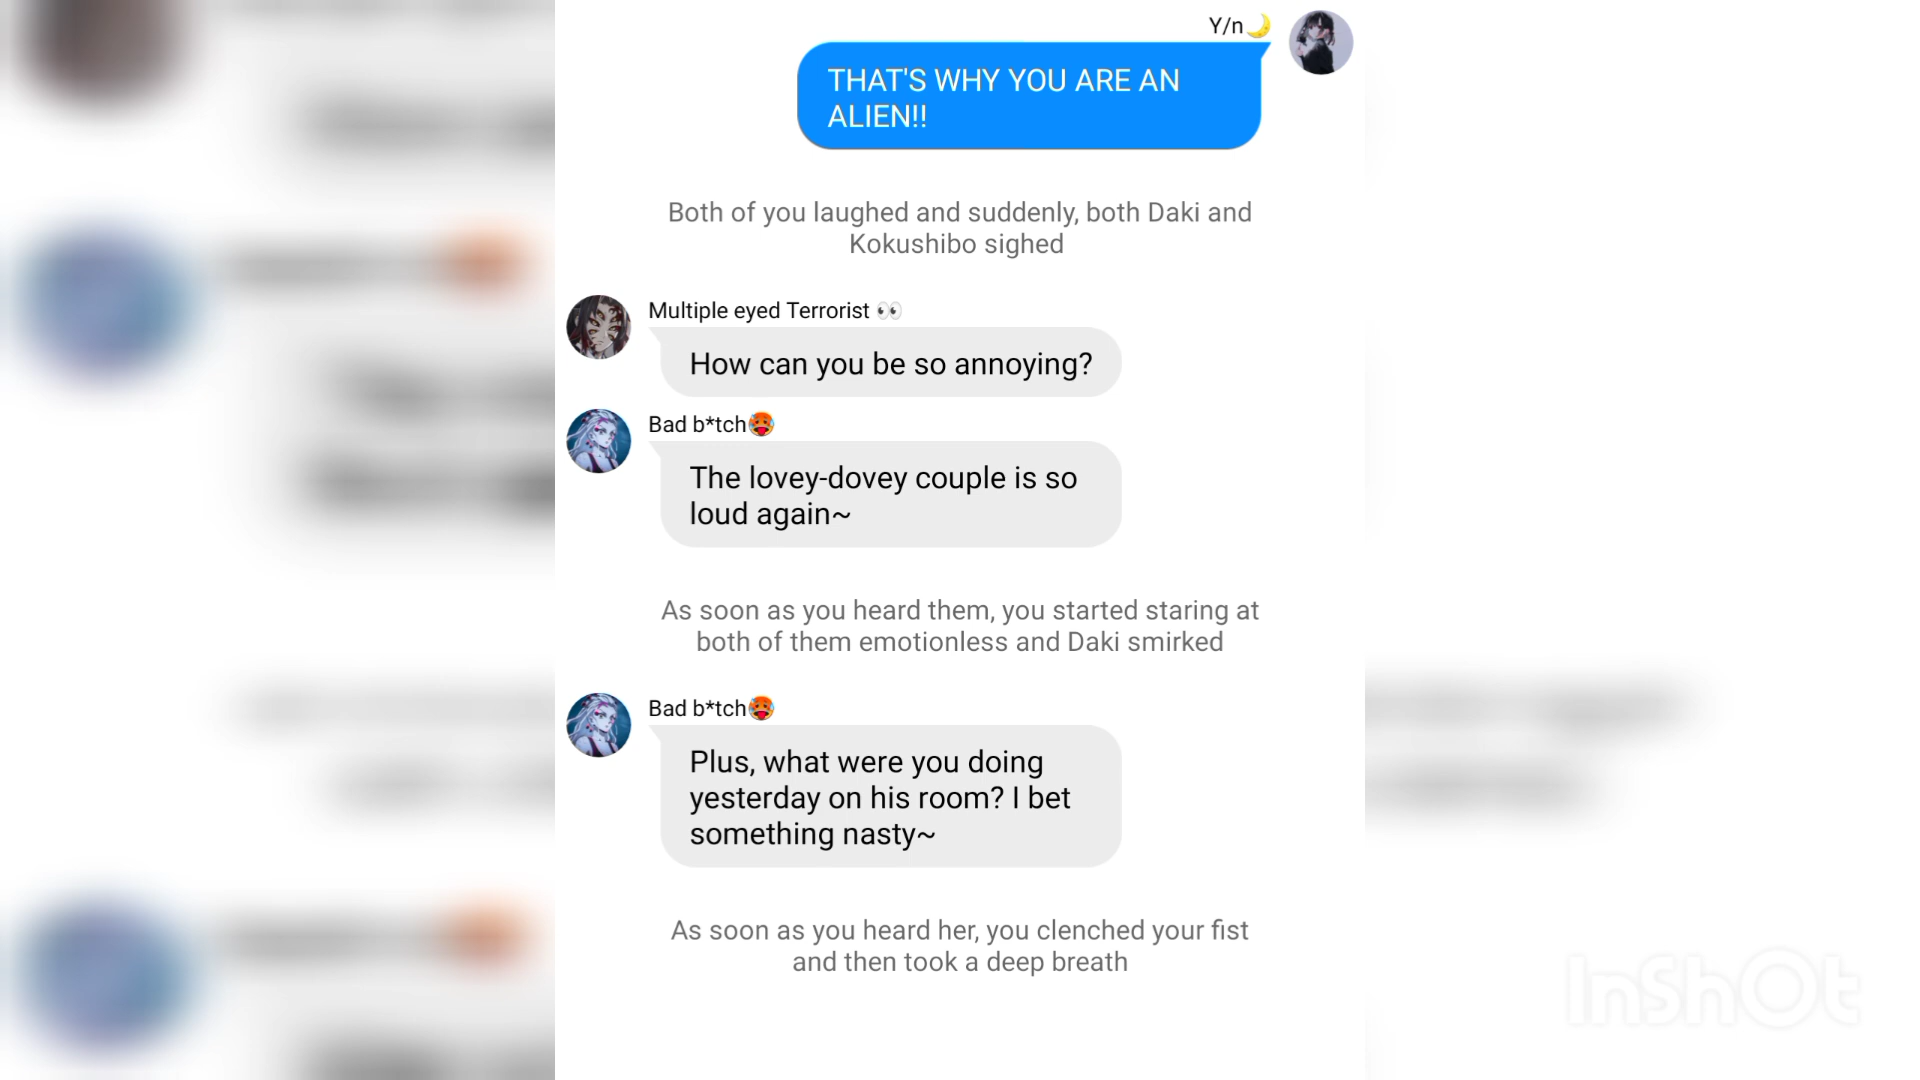 Y/n🌙
THAT'S WHY YOU ARE AN
ALIEN!!
Both of you laughed and suddenly, both Daki and
Kokushibo sighed
Multiple eyed Terrorist 👀
How can you be so annoying?
Bad b*tch🥵
The lovey-dovey couple is so
loud again~
As soon as you heard them, you started staring at
both of them emotionless and Daki smirked
Bad b*tch🥵
Plus, what were you doing
yesterday on his room? I bet
something nasty~
As soon as you heard her, you clenched your fist
and then took a deep breath
InShOt